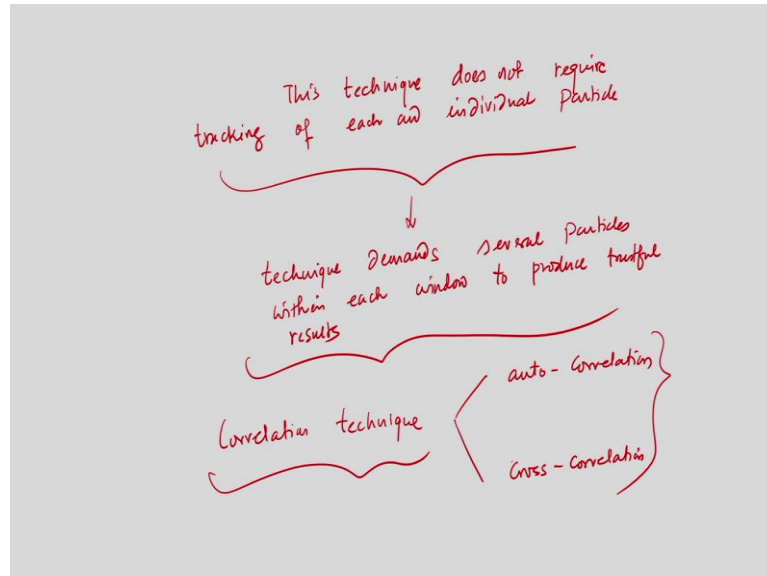 This technique does not require
tracking of each and individual Particle
technique demands several Particles
within each window to produce trustful
results
Correlation technique
auto - Correlation
Cross - Correlation